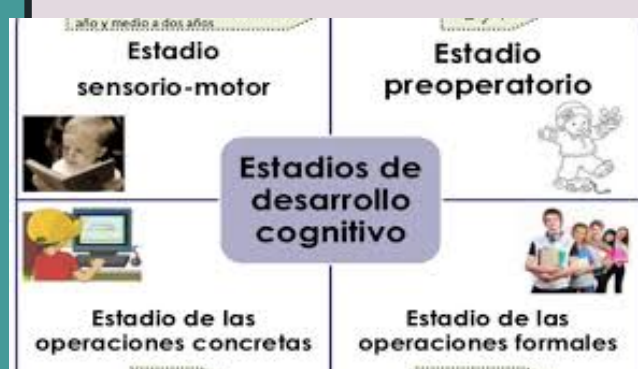 año y medio a dos años
Estadio
sensorio-motor
Estadio
preoperatorio
Estadios de
desarrollo
cognitivo
Estadio de las
operaciones concretas
Estadio de las
operaciones formales